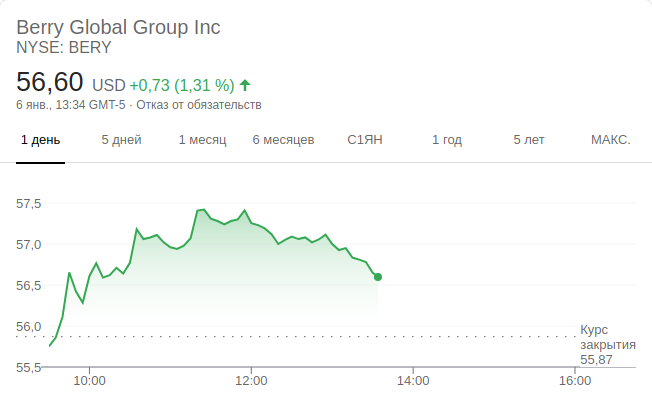 Berry Global Group Inc
NYSE: BERY
56,60 USD +0,73 (1,31 %)
6 янв., 13:34 GMT-5 · Отказ от обязательств
1 день 5 дней 1 месяц 6 месяцев С1ЯН 1 год 5 лет МАКС.
57,5
57,0
56,5
56,0
Курс
закрытия
55,87
55,5
10:00 12:00 14:00 16:00